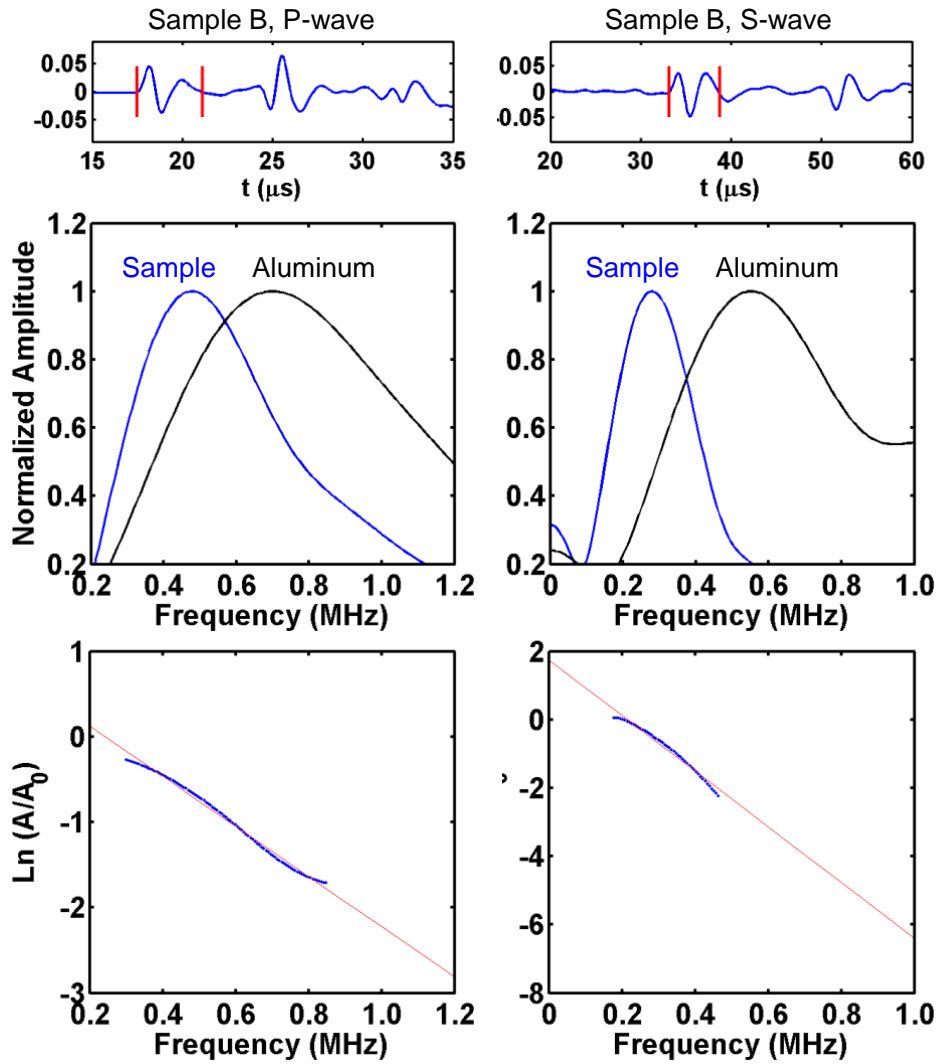 Sample B, P-wave
Sample B, S-wave
0.05
0
-0.05
15 20 25 30 35
t (μs)
0.05
0
-0.05
20 30 40 50 60
t (μs)
Normalized Amplitude
1.2
1
0.8
0.6
0.4
0.2
Sample Aluminum
0.2 0.4 0.6 0.8 1.0 1.2
Frequency (MHz)
1.2
1
0.8
0.6
0.4
0.2
Sample Aluminum
0 0.2 0.4 0.6 0.8 1.0
Frequency (MHz)
Ln (A/A0)
1
0
-1
-2
-3
0.2 0.4 0.6 0.8 1.0 1.2
Frequency (MHz)
2
0
-2
-4
-6
-8
0 0.2 0.4 0.6 0.8 1.0
Frequency (MHz)